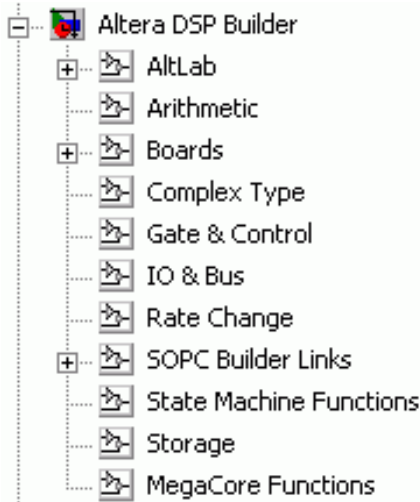 Altera DSP Builder
AltLab
Arithmetic
Boards
Complex Type
Gate & Control
IO & Bus
Rate Change
SOPC Builder Links
State Machine Functions
Storage
MegaCore Functions